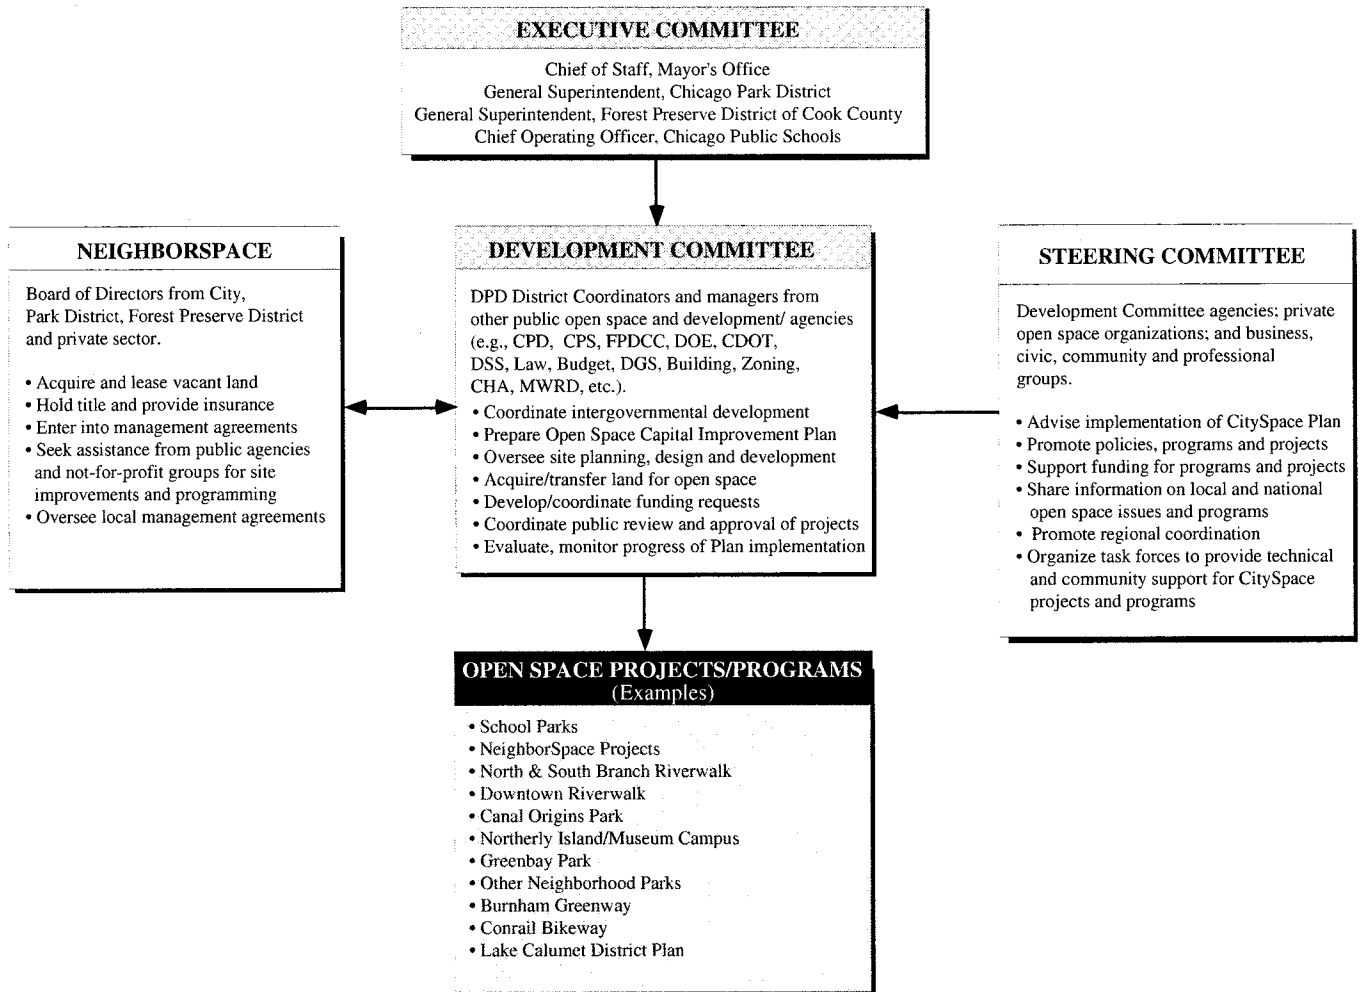 EXECUTIVE COMMITTEE
Chief of Staff, Mayor's Office
General Superintendent, Chicago Park District
General Superintendent, Forest Preserve District of Cook County
Chief Operating Officer, Chicago Public Schools
NEIGHBORSPACE
Board of Directors from City,
Park District, Forest Preserve District
and private sector.
• Acquire and lease vacant land
• Hold title and provide insurance
• Enter into management agreements
• Seek assistance from public agencies
and not-for-profit groups for site
improvements and programming
• Oversee local management agreements
DEVELOPMENT COMMITTEE
DPD District Coordinators and managers from
other public open space and development/ agencies
(e.g., CPD, CPS, FPDCC, DOE, CDOT,
DSS, Law, Budget, DGS, Building, Zoning,
CHA, MWRD, etc.).
• Coordinate intergovernmental development
• Prepare Open Space Capital Improvement Plan
• Oversee site planning, design and development
• Acquire/transfer land for open space
• Develop/coordinate funding requests
• Coordinate public review and approval of projects
• Evaluate, monitor progress of Plan implementation
STEERING COMMITTEE
Development Committee agencies; private
open space organizations; and business,
civic, community and professional
groups.
• Advise implementation of CitySpace Plan
• Promote policies, programs and projects
• Support funding for programs and projects
• Share information on local and national
open space issues and programs
• Promote regional coordination
• Organize task forces to provide technical
and community support for CitySpace
projects and programs
OPEN SPACE PROJECTS/PROGRAMS
(Examples)
• School Parks
• NeighborSpace Projects
• North & South Branch Riverwalk
• Downtown Riverwalk
• Canal Origins Park
• Northerly Island/Museum Campus
• Greenbay Park
• Other Neighborhood Parks
• Burnham Greenway
• Conrail Bikeway
• Lake Calumet District Plan